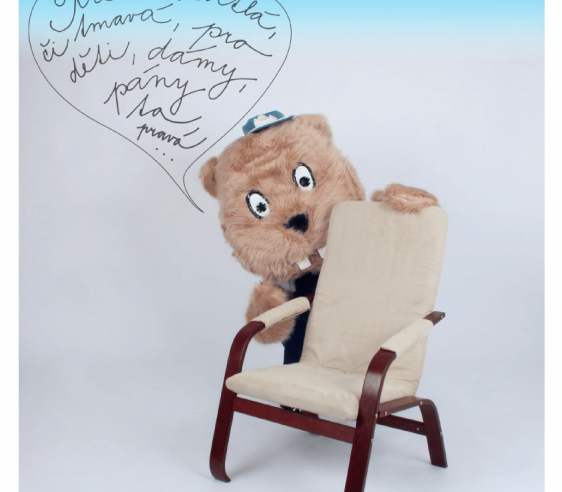 či tmavá, pro
děti, dámy,
pány
ta
pravá
...